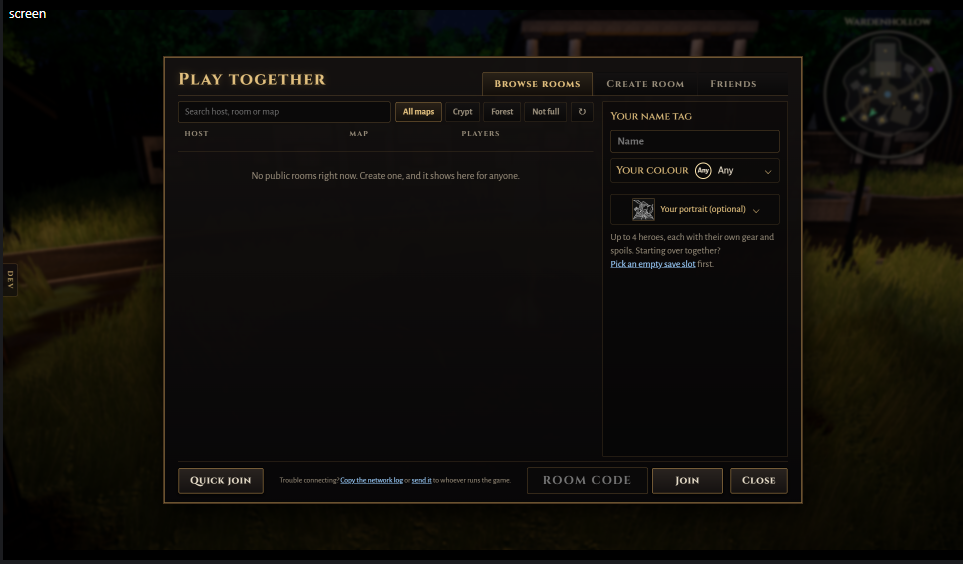 screen
WARDENHOLLOW
PLAY TOGETHER
BROWSE ROOMS
CREATE ROOM
FRIENDS
Search host, room or map
All maps
Crypt
Forest
Not full
↻
HOST
MAP
PLAYERS
No public rooms right now. Create one, and it shows here for anyone.
YOUR NAME TAG
Name
YOUR COLOUR
Any
Any
Your portrait (optional)
Up to 4 heroes, each with their own gear and
spoils. Starting over together?
Pick an empty save slot first.
DEV
QUICK JOIN
Trouble connecting? Copy the network log or send it to whoever runs the game.
ROOM CODE
JOIN
CLOSE